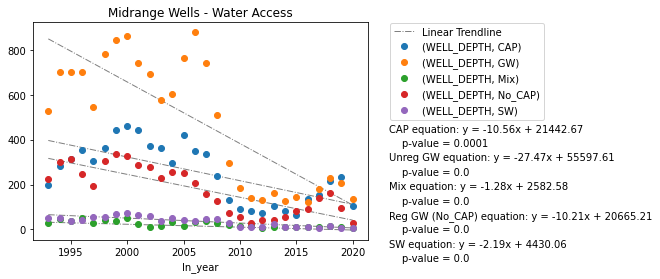 Midrange Wells - Water Access
800
600
400
200
0
1995
2000
2005
2010
2015
2020
In_year
Linear Trendline
(WELL_DEPTH, CAP)
(WELL_DEPTH, GW)
(WELL_DEPTH, Mix)
(WELL_DEPTH, No_CAP)
(WELL_DEPTH, SW)
CAP equation: y = -10.56x + 21442.67
p-value = 0.0001
Unreg GW equation: y = -27.47x + 55597.61
p-value = 0.0
Mix equation: y = -1.28x + 2582.58
p-value = 0.0
Reg GW (No_CAP) equation: y = -10.21x + 20665.21
p-value = 0.0
SW equation: y = -2.19x + 4430.06
p-value = 0.0